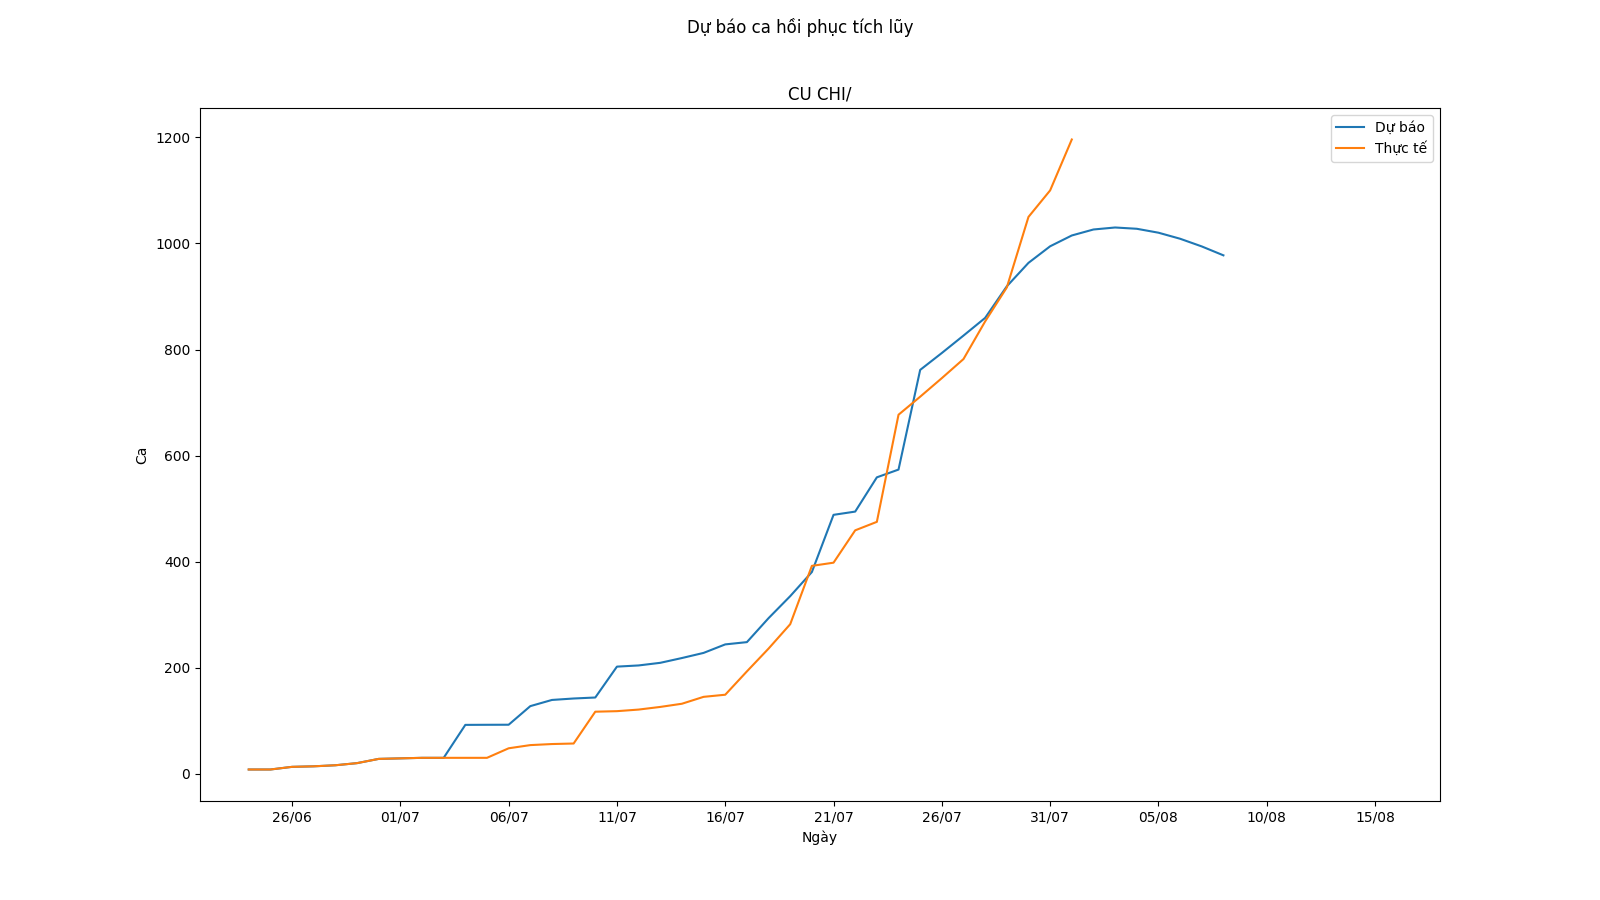 Dự báo ca hồi phục tích lũy
CU CHI/
Dự báo
Thực tế
1200
1000
800
600
400
200
0
Ca
26/06 01/07 06/07 11/07 16/07 21/07 26/07 31/07 05/08 10/08 15/08
Ngày